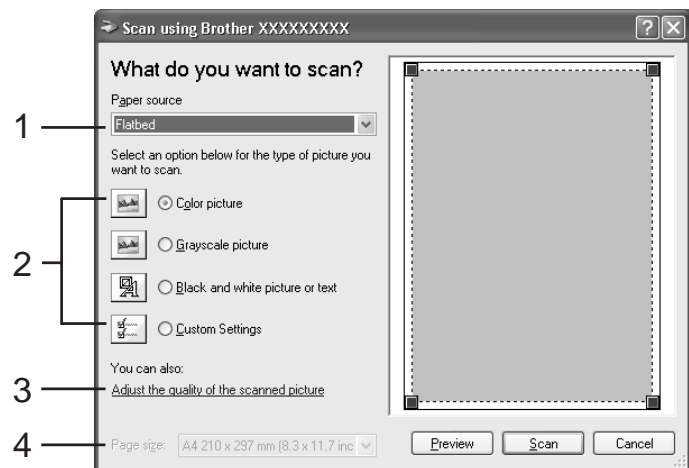 Scan using Brother XXXXXXXXX
What do you want to scan?
Paper source
1
Flatbed
Select an option below for the type of picture you
want to scan.
2
Color picture
Grayscale picture
Black and white picture or text
Custom Settings
You can also:
3
Adjust the quality of the scanned picture
4
Page size: A4 210 x 297 mm (8.3 x 11.7 inc
Preview Scan Cancel